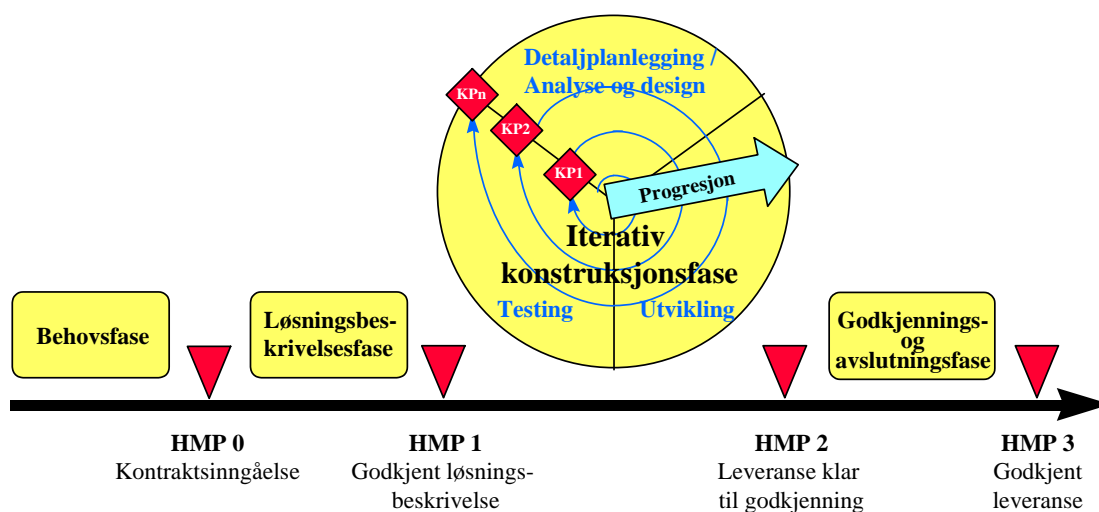 Detaljplanlegging /
Analyse og design
KPn
KP2
KP1
Progresjon
Iterativ
konstruksjonsfase
Testing
Utvikling
Behovsfase
Løsningsbes-
krivelsesfase
Godkjennings-
og
avslutningsfase
HMP 0
Kontraktsinngåelse
HMP 1
Godkjent løsnings-
beskrivelse
HMP 2
Leveranse klar
til godkjenning
HMP 3
Godkjent
leveranse